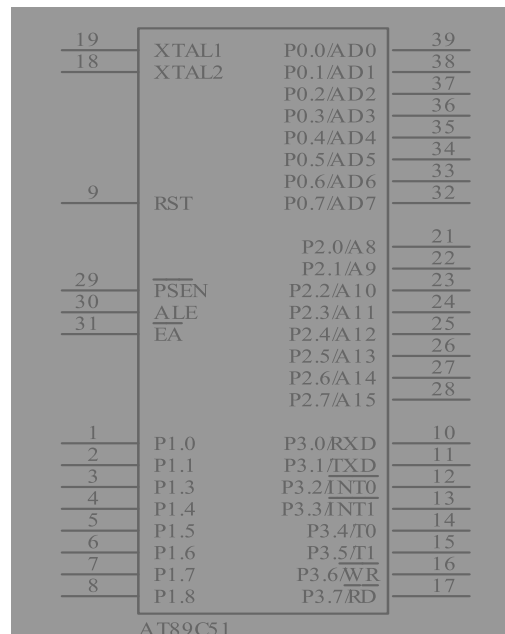 19 XTAL1 P0.0/AD0 39
18 XTAL2 P0.1/AD1 38
P0.2/AD2 37
P0.3/AD3 36
P0.4/AD4 35
P0.5/AD5 34
P0.6/AD6 33
9 RST P0.7/AD7 32
P2.0/A8 21
P2.1/A9 22
29 PSEN P2.2/A10 23
30 ALE P2.3/A11 24
31 EA P2.4/A12 25
P2.5/A13 26
P2.6/A14 27
P2.7/A15 28
1 P1.0 P3.0/RXD 10
2 P1.1 P3.1/TXD 11
3 P1.3 P3.2/INT0 12
4 P1.4 P3.3/INT1 13
5 P1.5 P3.4/T0 14
6 P1.6 P3.5/T1 15
7 P1.7 P3.6/WR 16
8 P1.8 P3.7/RD 17
AT89C51